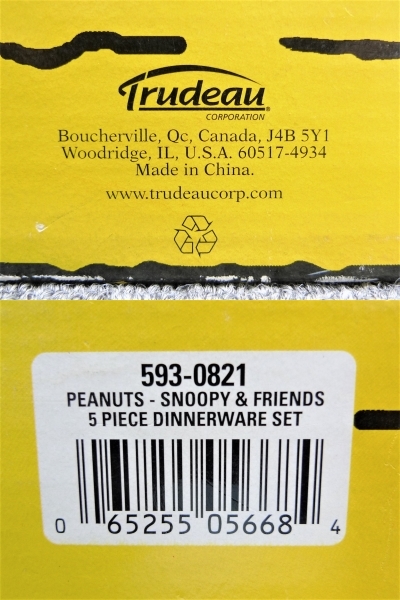 Trudeau
CORPORATION
Boucherville, Qc, Canada, J4B 5Y1
Woodridge, IL, U.S.A. 60517-4934
Made in China.
www.trudeaucorp.com
593-0821
PEANUTS - SNOOPY & FRIENDS
5 PIECE DINNERWARE SET
0 65255 05668 4